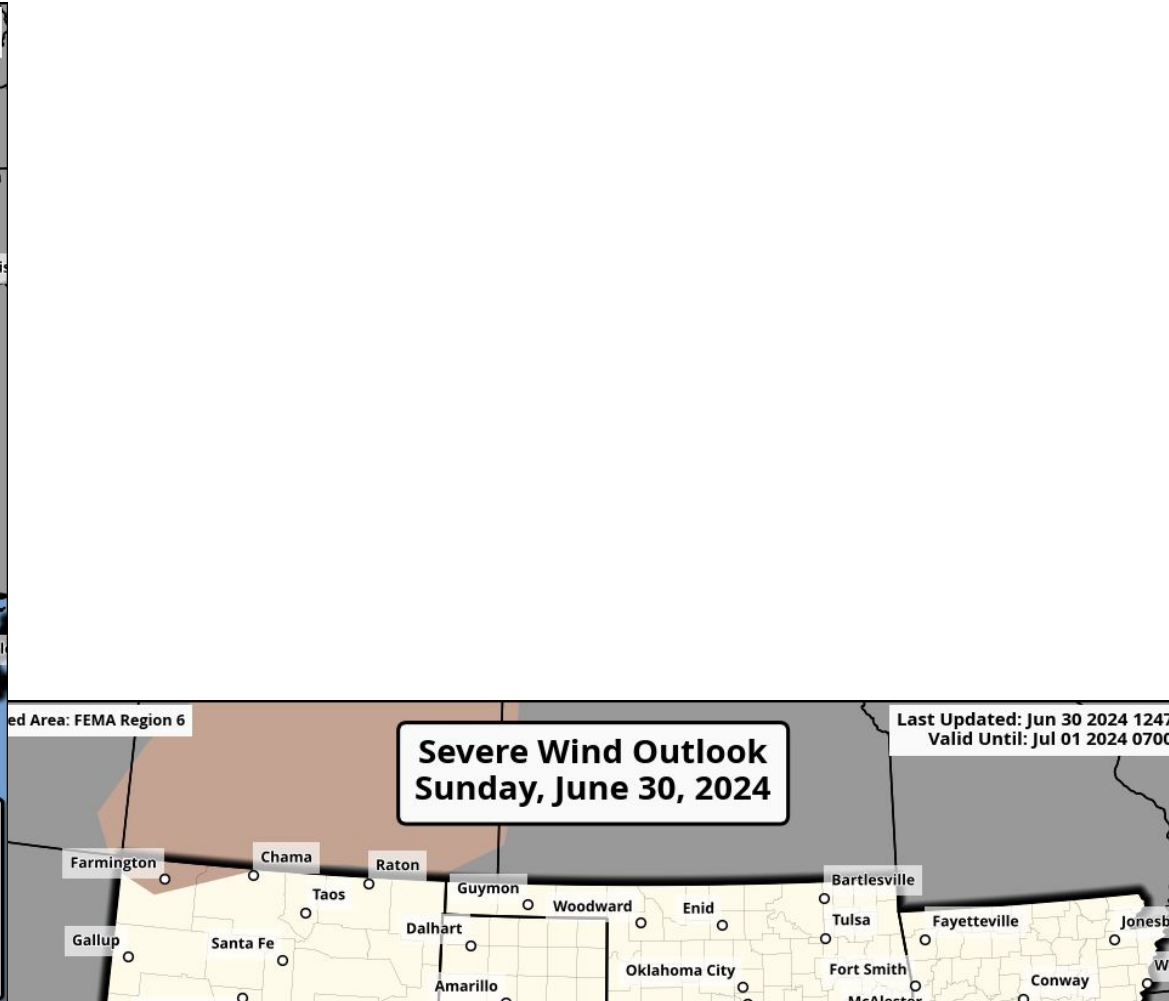 ed Area: FEMA Region 6
Severe Wind Outlook
Sunday, June 30, 2024
Last Updated: Jun 30 2024 1247
Valid Until: Jul 01 2024 0700
Farmington
Chama
Raton
Taos
Guymon
Woodward
Enid
Bartlesville
Tulsa
Fayetteville
Jonesb
Gallup
Santa Fe
Dalhart
Oklahoma City
Fort Smith
Conway
Amarillo
McAlester